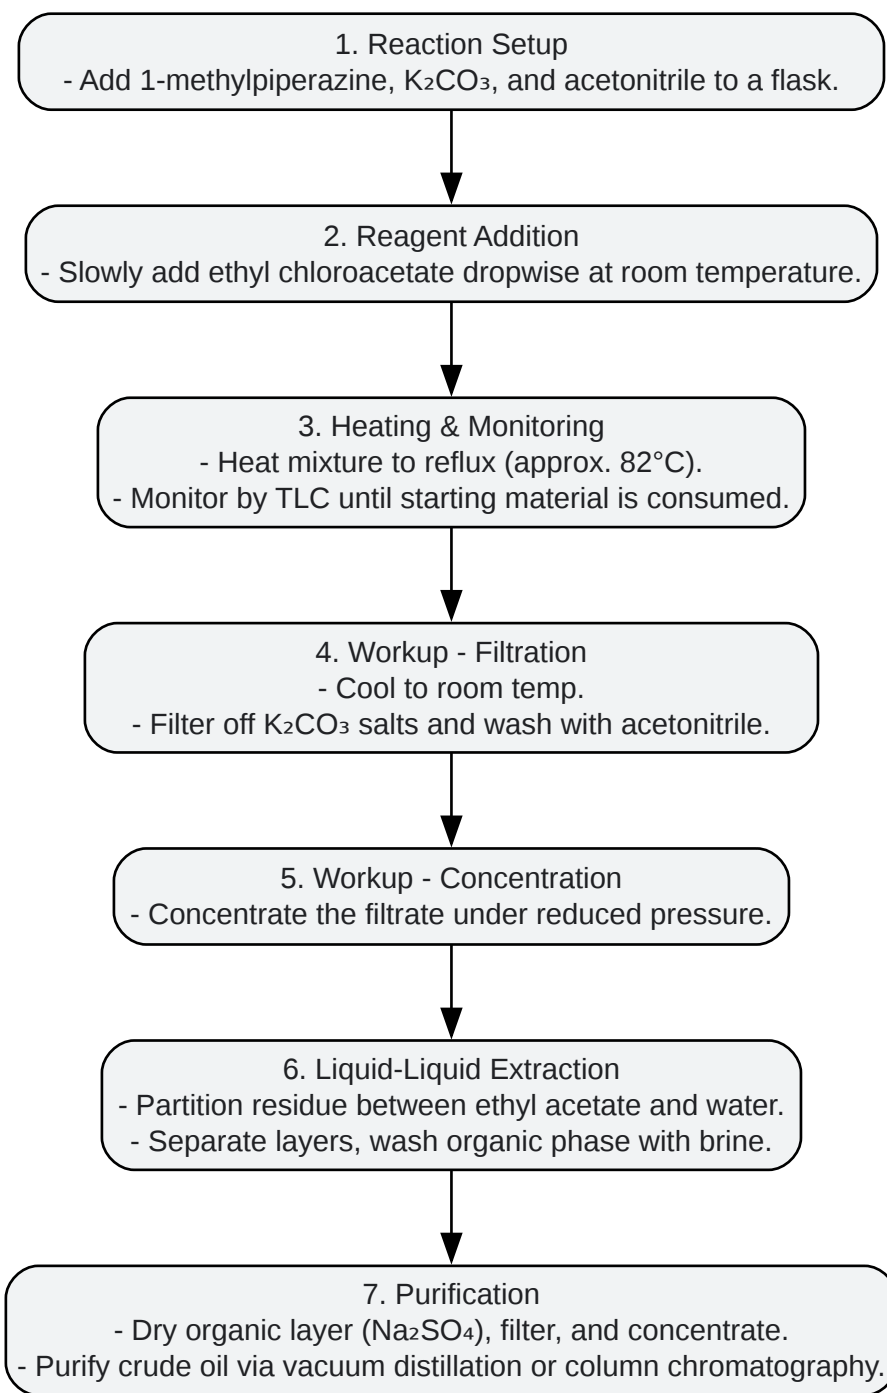 1. Reaction Setup
- Add 1-methylpiperazine, K₂CO₃, and acetonitrile to a flask.
2. Reagent Addition
- Slowly add ethyl chloroacetate dropwise at room temperature.
3. Heating & Monitoring
- Heat mixture to reflux (approx. 82°C).
- Monitor by TLC until starting material is consumed.
4. Workup - Filtration
- Cool to room temp.
- Filter off K₂CO₃ salts and wash with acetonitrile.
5. Workup - Concentration
- Concentrate the filtrate under reduced pressure.
6. Liquid-Liquid Extraction
- Partition residue between ethyl acetate and water.
- Separate layers, wash organic phase with brine.
7. Purification
- Dry organic layer (Na₂SO₄), filter, and concentrate.
- Purify crude oil via vacuum distillation or column chromatography.